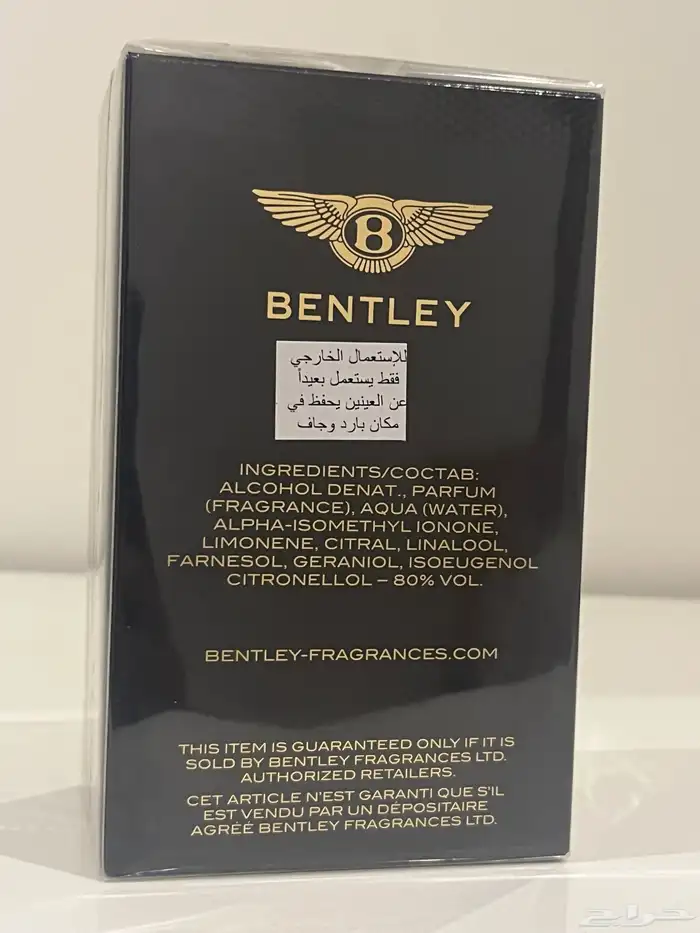 B
BENTLEY
للإستعمال الخارجي
فقط يستعمل بعيداً
عن العينين يحفظ في
مكان بارد وجاف
INGREDIENTS/COCTAB:
ALCOHOL DENAT., PARFUM
(FRAGRANCE), AQUA (WATER),
ALPHA-ISOMETHYL IONONE,
LIMONENE, CITRAL, LINALOOL,
FARNESOL, GERANIOL, ISOEUGENOL
CITRONELLOL – 80% VOL.
BENTLEY-FRAGRANCES.COM
THIS ITEM IS GUARANTEED ONLY IF IT IS
SOLD BY BENTLEY FRAGRANCES LTD.
AUTHORIZED RETAILERS.
CET ARTICLE N'EST GARANTI QUE S'IL
EST VENDU PAR UN DÉPOSITAIRE
AGRÉÉ BENTLEY FRAGRANCES LTD.
حراج